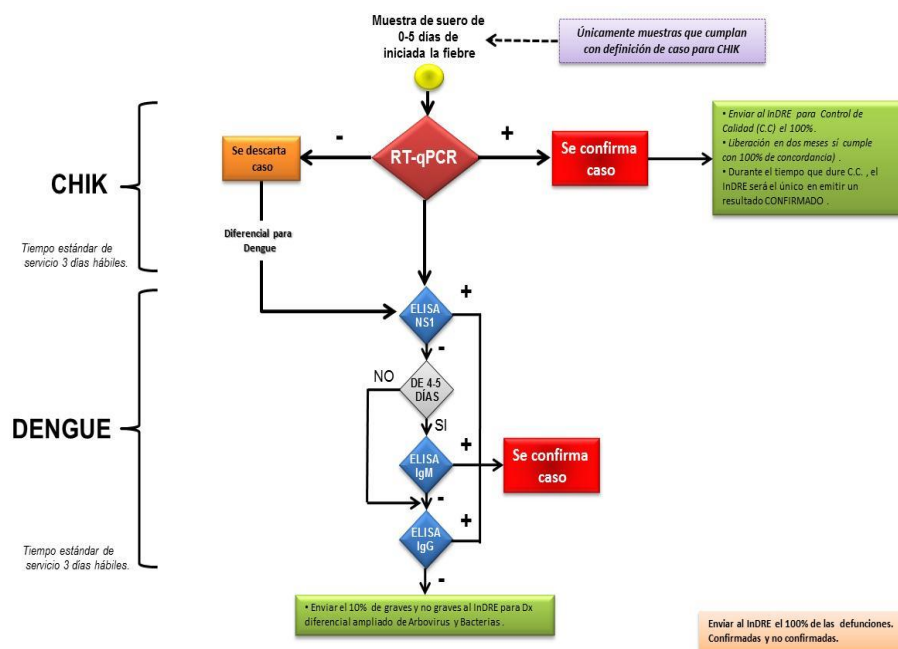 Muestra de suero de
0-5 días de
iniciada la fiebre
Únicamente muestras que cumplan
con definición de caso para CHIK
-
+
Se descarta
caso
RT-qPCR
Se confirma
caso
• Enviar al InDRE para Control de
Calidad (C.C) el 100%.
• Liberación en dos meses si cumple
con 100% de concordancia) .
• Durante el tiempo que dure C.C. , el
InDRE será el único en emitir un
resultado CONFIRMADO .
CHIK
Diferencial para
Dengue
Tiempo estándar de
servicio 3 días hábiles.
+
ELISA
NS1
-
NO
DE 4-5
DÍAS
SI
DENGUE
+
ELISA
IgM
Se confirma
caso
-
+
ELISA
IgG
Tiempo estándar de
servicio 3 días hábiles.
-
• Enviar el 10% de graves y no graves al InDRE para Dx
diferencial ampliado de Arbovirus y Bacterias .
Enviar al InDRE el 100% de las defunciones.
Confirmadas y no confirmadas.